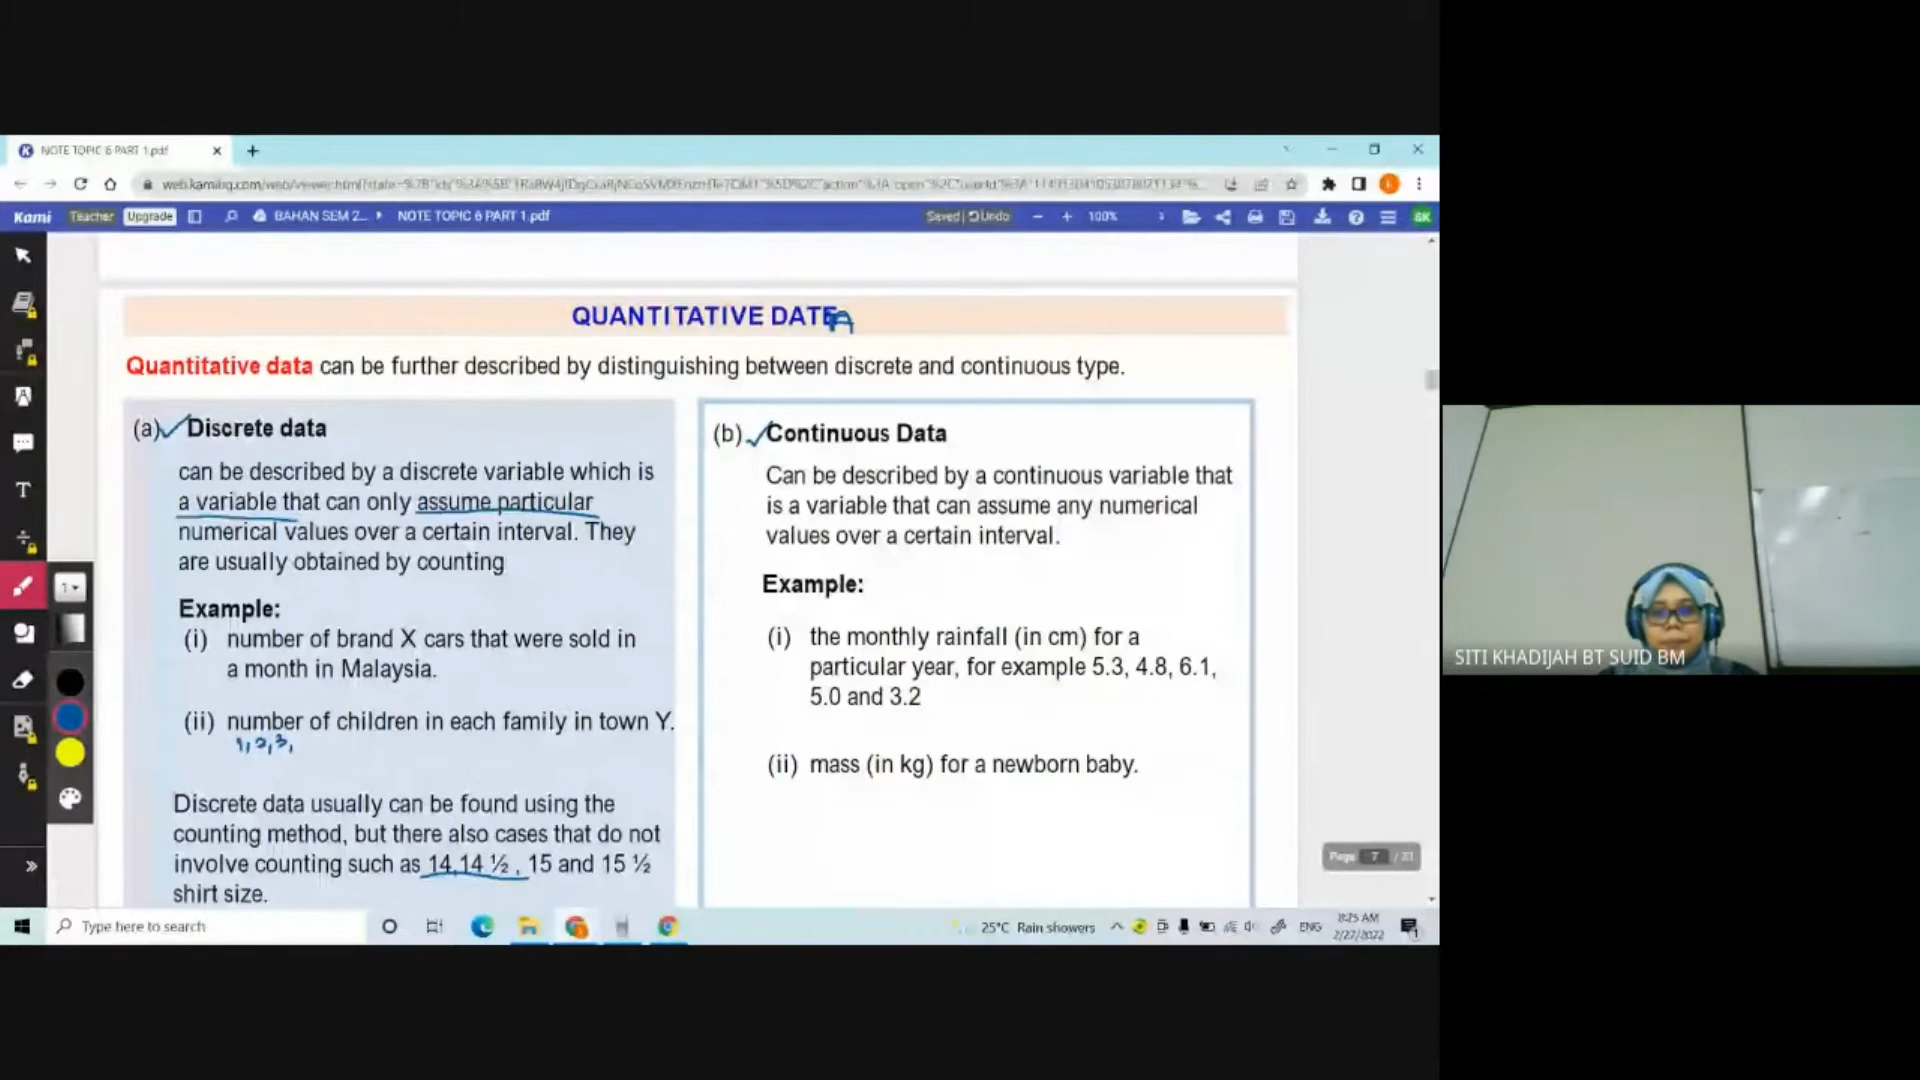 NOTE TOPIC 6 PART 1.pdf
Kami Teacher Upgrade BAHAN SEM 2... NOTE TOPIC 6 PART 1.pdf Saved Undo 100% SK
QUANTITATIVE DATEA
Quantitative data can be further described by distinguishing between discrete and continuous type.
(a) Discrete data
can be described by a discrete variable which is
a variable that can only assume particular
numerical values over a certain interval. They
are usually obtained by counting
Example:
(i) number of brand X cars that were sold in
a month in Malaysia.
(ii) number of children in each family in town Y.
1,2,3,
Discrete data usually can be found using the
counting method, but there also cases that do not
involve counting such as 14,14 ½ , 15 and 15 ½
shirt size.
(b) Continuous Data
Can be described by a continuous variable that
is a variable that can assume any numerical
values over a certain interval.
Example:
(i) the monthly rainfall (in cm) for a
particular year, for example 5.3, 4.8, 6.1,
5.0 and 3.2
(ii) mass (in kg) for a newborn baby.
Page 7 /
SITI KHADIJAH BT SUID BM
Type here to search
25°C Rain showers ENG
8:25 AM
2/27/2022